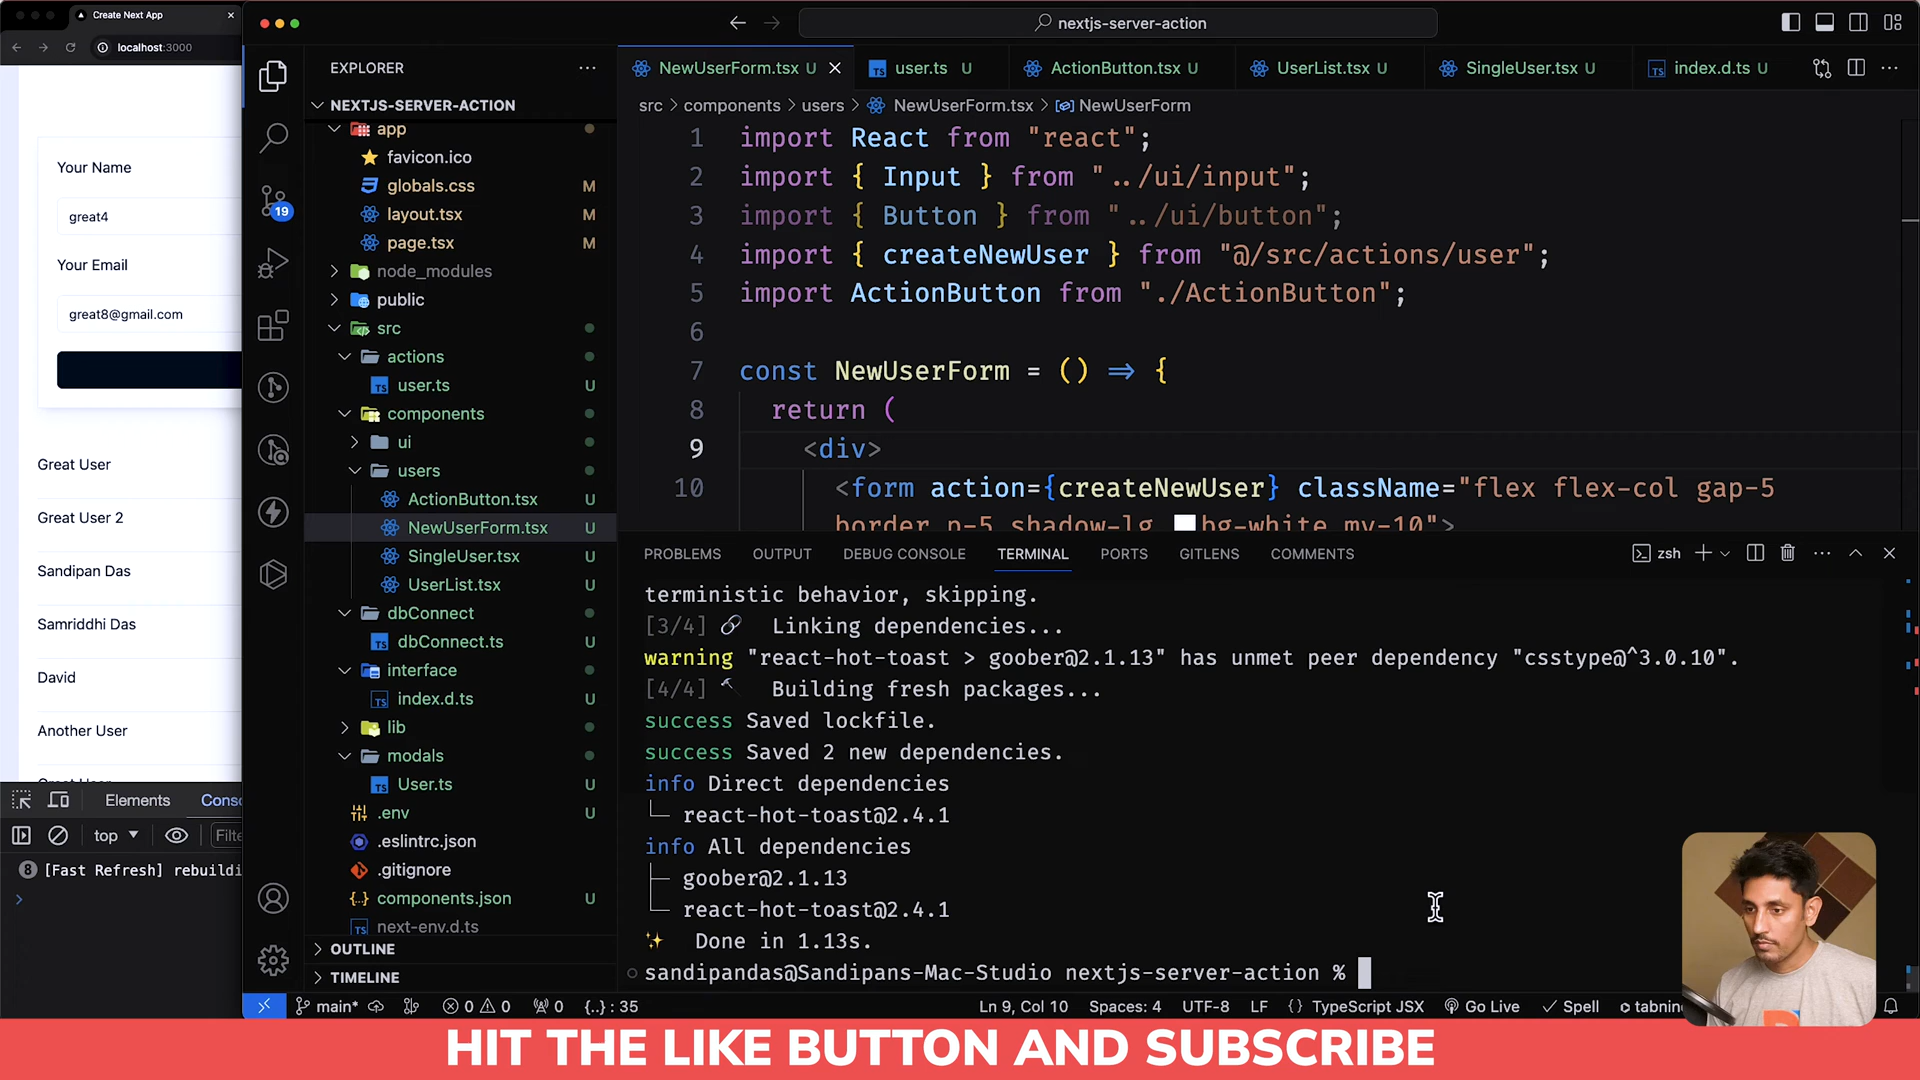 Create Next App
localhost:3000
Your Name
great4
Your Email
great8@gmail.com
Great User
Great User 2
Sandipan Das
Samriddhi Das
David
Another User
Elements
top
8
[Fast Refresh]
nextjs-server-action
EXPLORER
NEXTJS-SERVER-ACTION
app
favicon.ico
globals.css M
layout.tsx M
page.tsx M
node_modules
public
src
actions
user.ts U
components
ui
users
ActionButton.tsx U
NewUserForm.tsx U
SingleUser.tsx U
UserList.tsx U
dbConnect
dbConnect.ts U
interface
index.d.ts U
lib
modals
User.ts U
.env U
.eslintrc.json
.gitignore
components.json U
next-env.d.ts
OUTLINE
TIMELINE
19
NewUserForm.tsx U
user.ts U
ActionButton.tsx U
UserList.tsx U
SingleUser.tsx U
index.d.ts U
src > components > users > NewUserForm.tsx > NewUserForm
1 import React from "react";
2 import { Input } from "../ui/input";
3 import { Button } from "../ui/button";
4 import { createNewUser } from "@/src/actions/user";
5 import ActionButton from "./ActionButton";
6
7 const NewUserForm = () => {
8 return (
9 <div>
10 <form action={createNewUser} className="flex flex-col gap-5
border p-5 shadow-lg bg-white my-10">
PROBLEMS OUTPUT DEBUG CONSOLE TERMINAL PORTS GITLENS COMMENTS
zsh
terministic behavior, skipping.
[3/4] Linking dependencies...
warning "react-hot-toast > goober@2.1.13" has unmet peer dependency "csstype@^3.0.10".
[4/4] Building fresh packages...
success Saved lockfile.
success Saved 2 new dependencies.
info Direct dependencies
└─ react-hot-toast@2.4.1
info All dependencies
├─ goober@2.1.13
└─ react-hot-toast@2.4.1
Done in 1.13s.
sandipandas@Sandipans-Mac-Studio nextjs-server-action %
main* 0 0 0 {..} : 35
Ln 9, Col 10 Spaces: 4 UTF-8 LF {} TypeScript JSX Go Live Spell
HIT THE LIKE BUTTON AND SUBSCRIBE